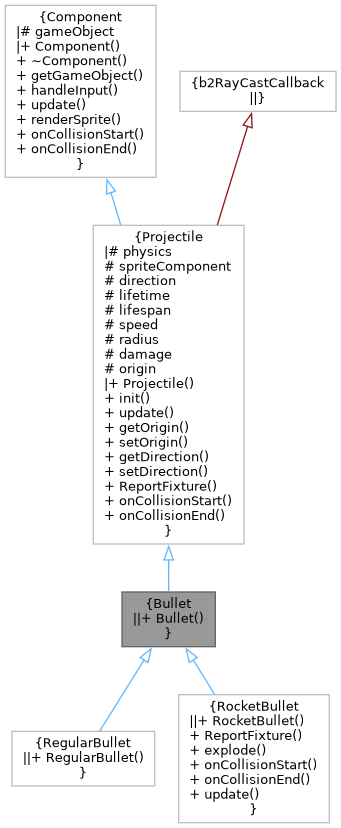 {Component
|# gameObject
|+ Component()
+ ~Component()
+ getGameObject()
+ handleInput()
+ update()
+ renderSprite()
+ onCollisionStart()
+ onCollisionEnd()
}
{b2RayCastCallback
||}
{Projectile
|# physics
# spriteComponent
# direction
# lifetime
# lifespan
# speed
# radius
# damage
# origin
|+ Projectile()
+ init()
+ update()
+ getOrigin()
+ setOrigin()
+ getDirection()
+ setDirection()
+ ReportFixture()
+ onCollisionStart()
+ onCollisionEnd()
}
{Bullet
||+ Bullet()
}
{RegularBullet
||+ RegularBullet()
}
{RocketBullet
||+ RocketBullet()
+ ReportFixture()
+ explode()
+ onCollisionStart()
+ onCollisionEnd()
+ update()
}